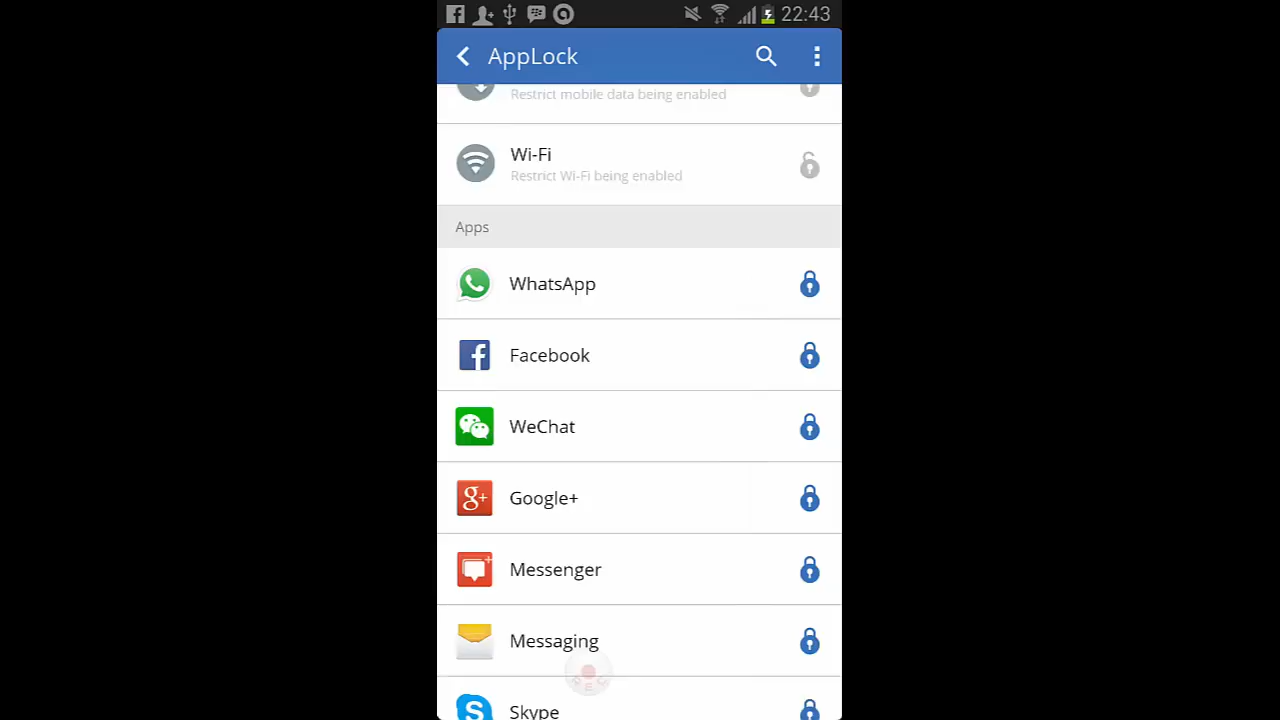 22:43
AppLock
Restrict mobile data being enabled
Wi-Fi
Restrict Wi-Fi being enabled
Apps
WhatsApp
Facebook
WeChat
Google+
Messenger
Messaging
Skype